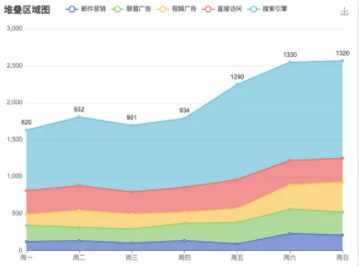 堆叠区域图
邮件营销 联盟广告 视频广告 直接访问 搜索引擎
3,000
2,500
2,000
1,500
1,000
500
0
820 932 901 934 1290 1330 1320
周一 周二 周三 周四 周五 周六 周日